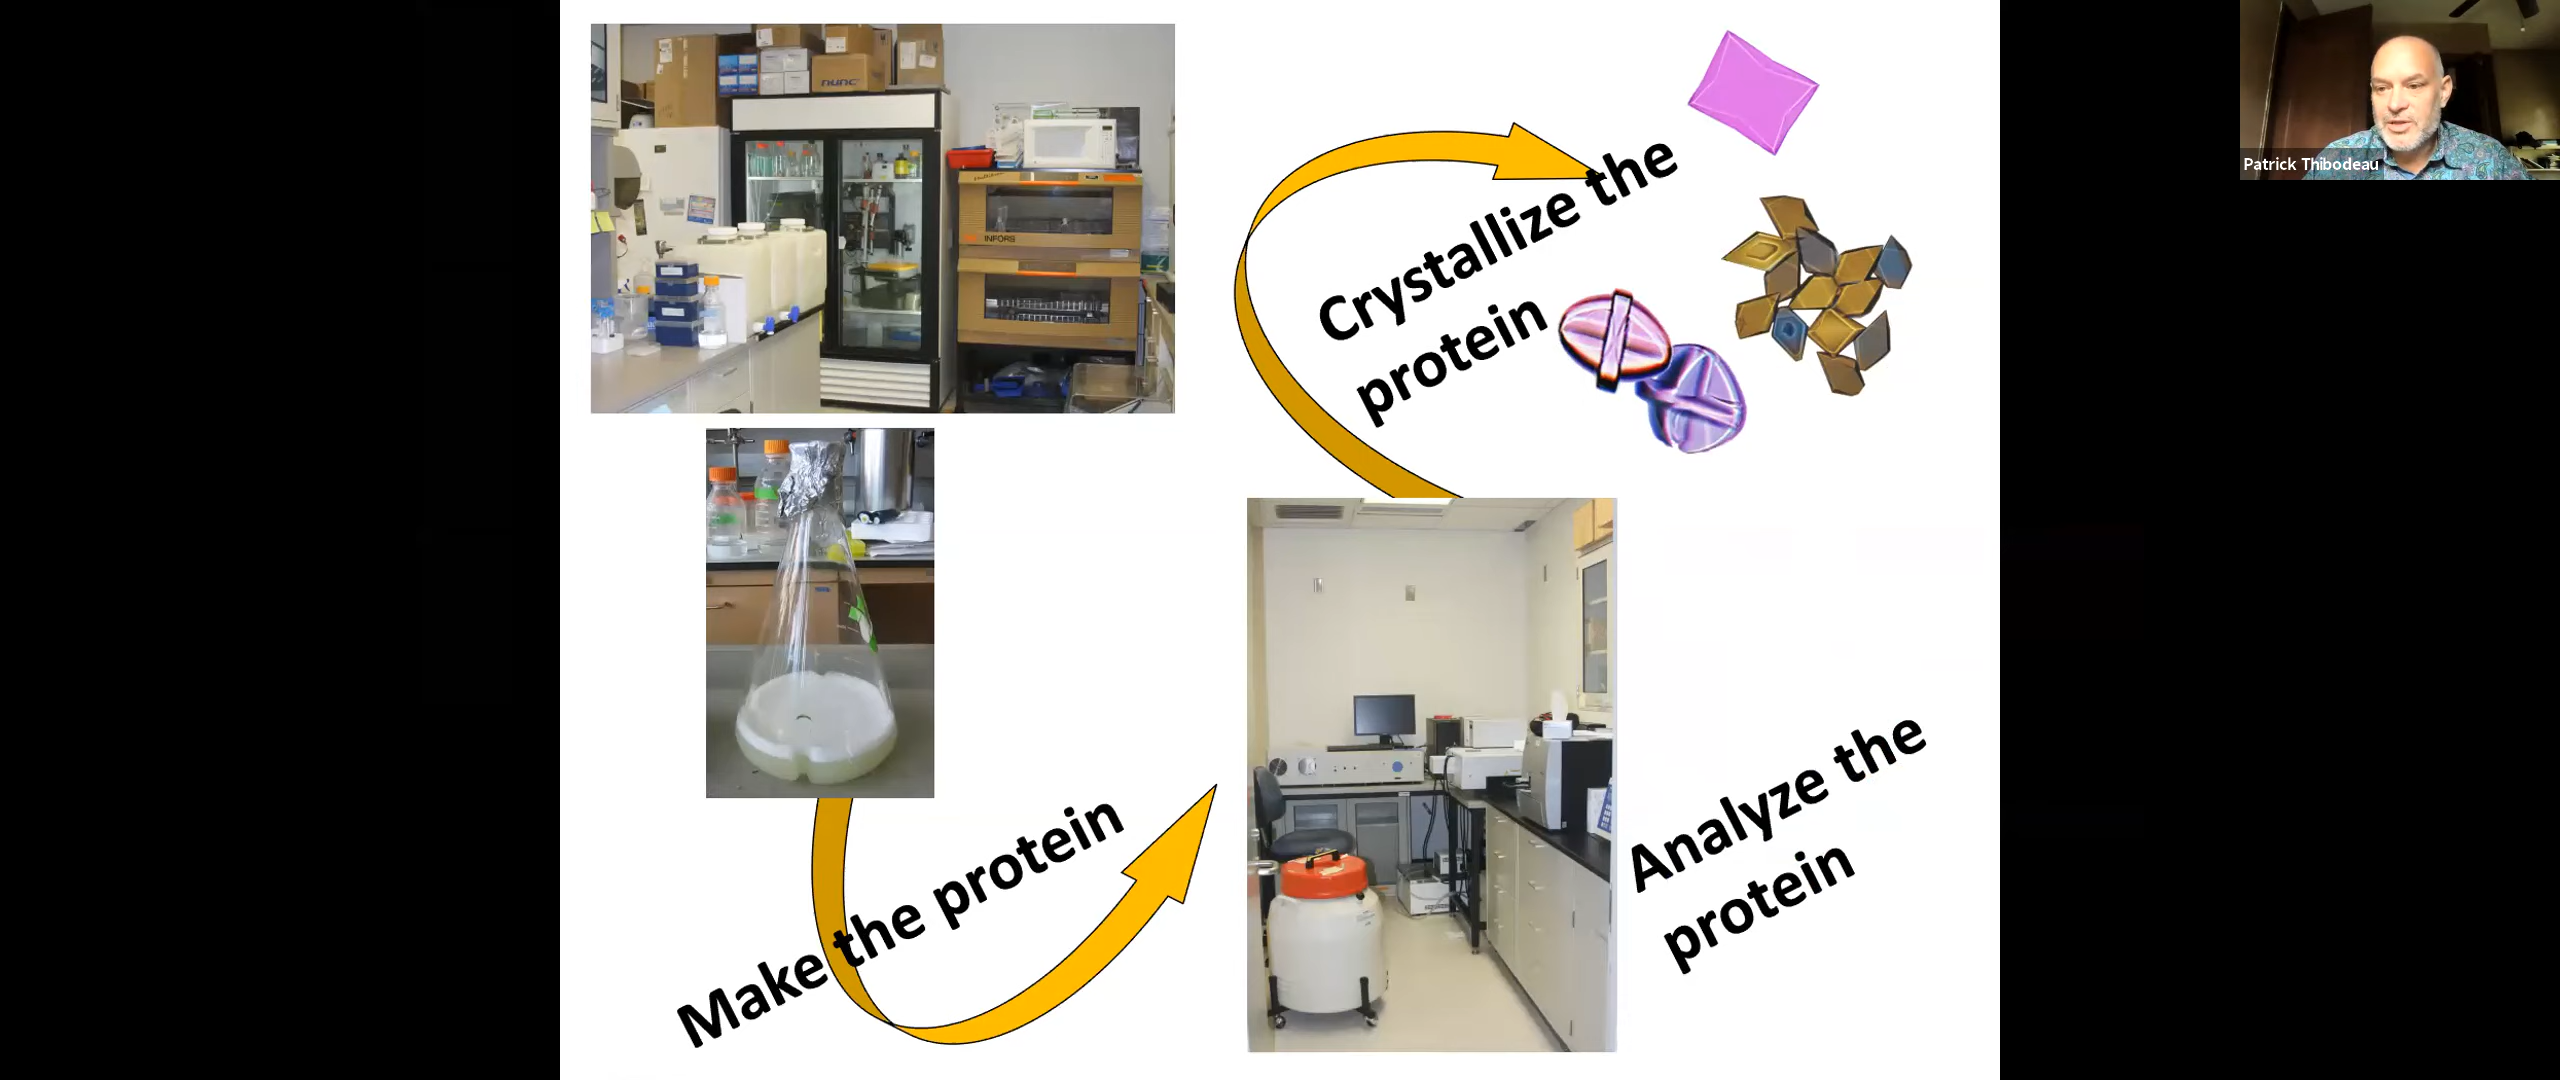 nunc
INFORS
Crystallize the
protein
Make the protein
Analyze the
protein
Patrick Thibodeau